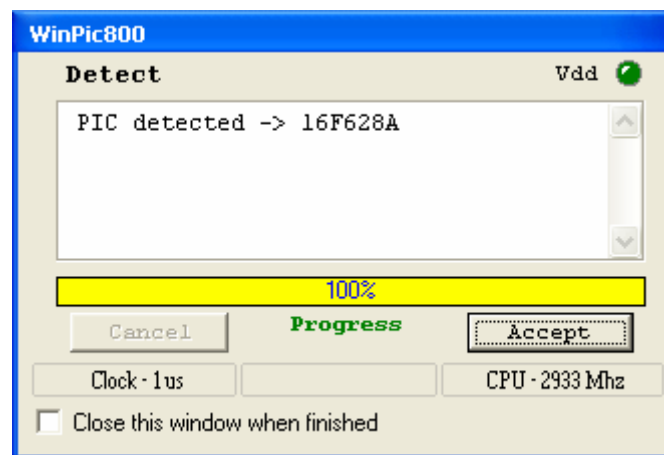 WinPic800
Detect
Vdd
PIC detected -> 16F628A
100%
Cancel
Progress
Accept
Clock - 1us
CPU - 2933 Mhz
Close this window when finished